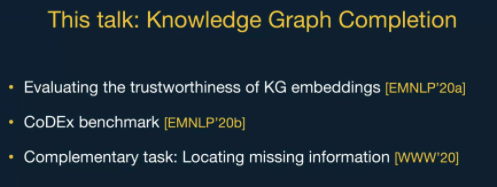 This talk: Knowledge Graph Completion
• Evaluating the trustworthiness of KG embeddings [EMNLP'20a]
• CoDEx benchmark [EMNLP'20b]
• Complementary task: Locating missing information [WWW'20]